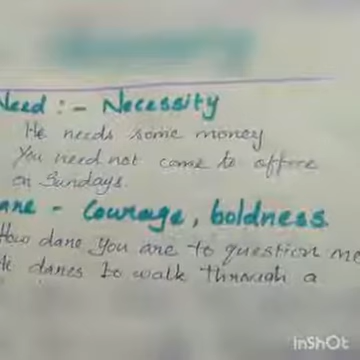 Need :- Necessity
He needs some money
You need not come to office
on Sundays.
Dare - Courage, boldness
How dare you are to question me
He dares to walk through a
InShOt